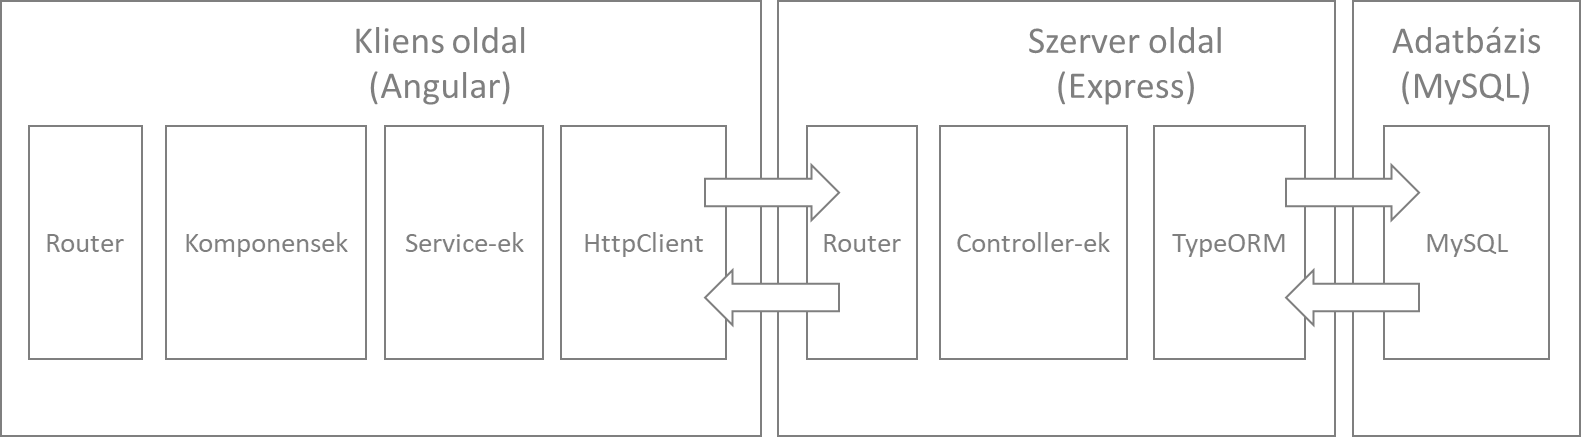 Kliens oldal
(Angular)
Router
Komponensek
Service-ek
HttpClient
Szerver oldal
(Express)
Router
Controller-ek
TypeORM
Adatbázis
(MySQL)
MySQL